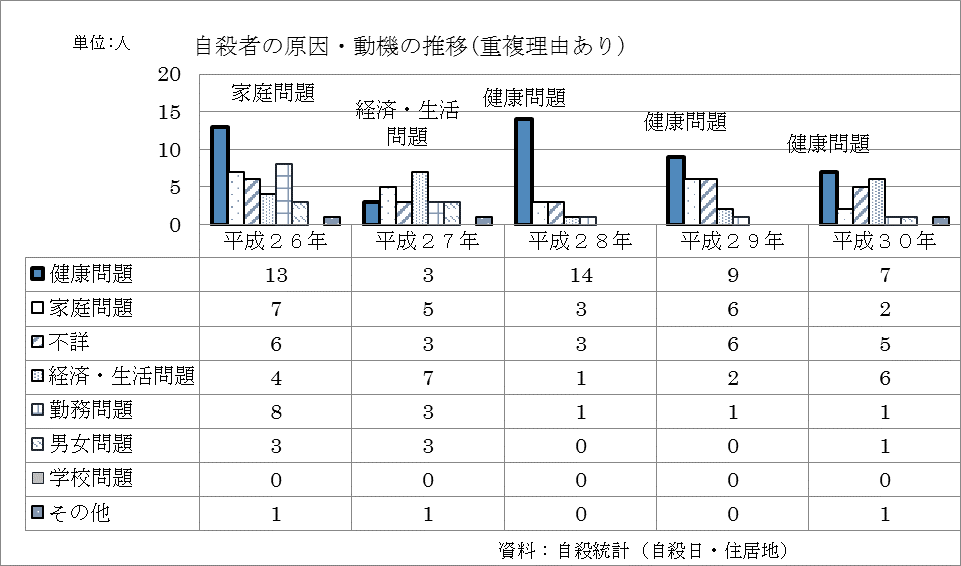 単位:人
自殺者の原因・動機の推移(重複理由あり)
20
15
10
5
0
家庭問題
経済・生活
問題
健康問題
健康問題
健康問題
平成２６年 平成２７年 平成２８年 平成２９年 平成３０年
健康問題 13 3 14 9 7
家庭問題 7 5 3 6 2
不詳 6 3 3 6 5
経済・生活問題 4 7 1 2 6
勤務問題 8 3 1 1 1
男女問題 3 3 0 0 1
学校問題 0 0 0 0 0
その他 1 1 0 0 1
資料：自殺統計（自殺日・住居地）